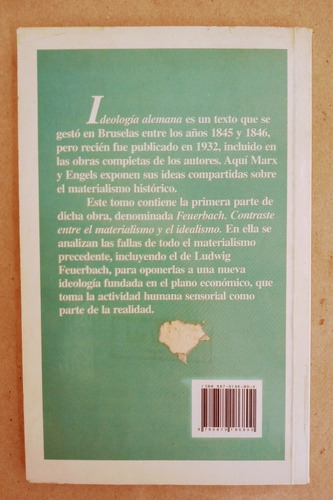 Ideología alemana es un texto que se
gestó en Bruselas entre los años 1845 y 1846,
pero recién fue publicado en 1932, incluido en
las obras completas de los autores. Aquí Marx
y Engels exponen sus ideas compartidas sobre
el materialismo histórico.
Este tomo contiene la primera parte de
dicha obra, denominada Feuerbach. Contraste
entre el materialismo y el idealismo. En ella se
analizan las fallas de todo el materialismo
precedente, incluyendo el de Ludwig
Feuerbach, para oponerlas a una nueva
ideología fundada en el plano económico, que
toma la actividad humana sensorial como
parte de la realidad.